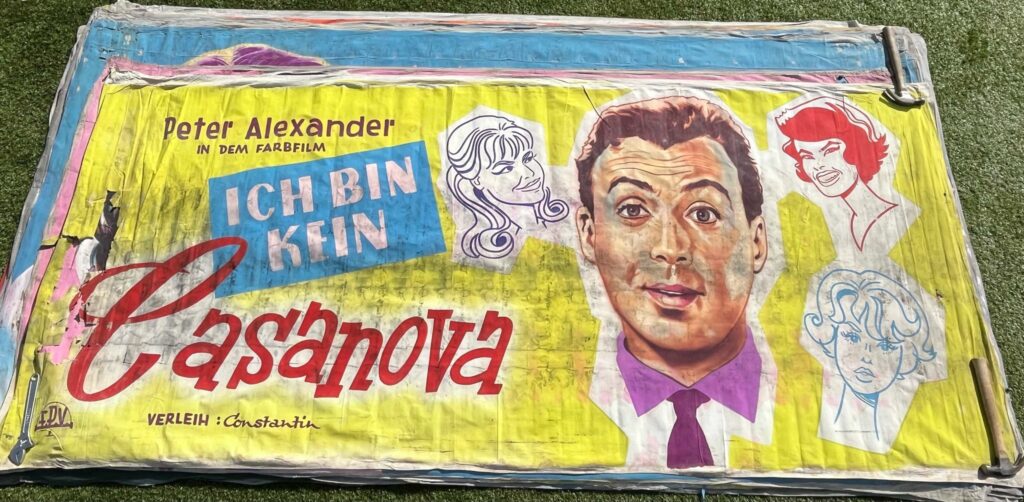 Peter Alexander
IN DEM FARBFILM
ICH BIN
KEIN
Casanova
VERLEIH : Constantin